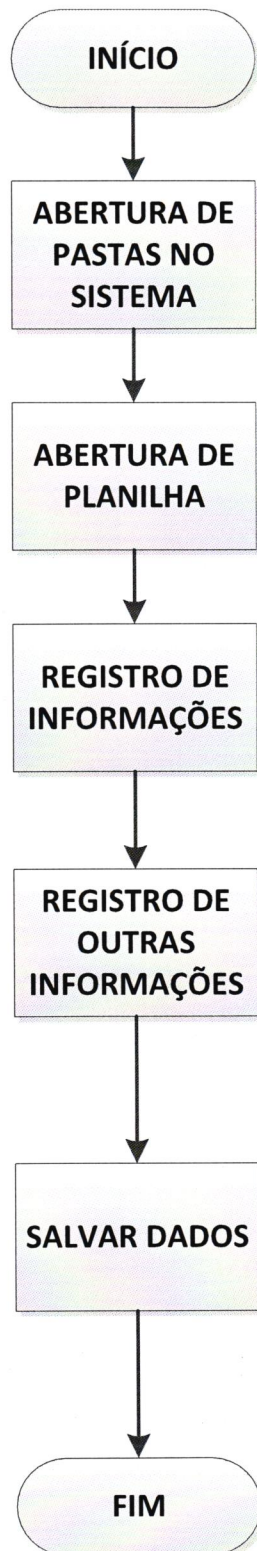 INÍCIO
ABERTURA DE
PASTAS NO
SISTEMA
ABERTURA DE
PLANILHA
REGISTRO DE
INFORMAÇÕES
REGISTRO DE
OUTRAS
INFORMAÇÕES
SALVAR DADOS
FIM